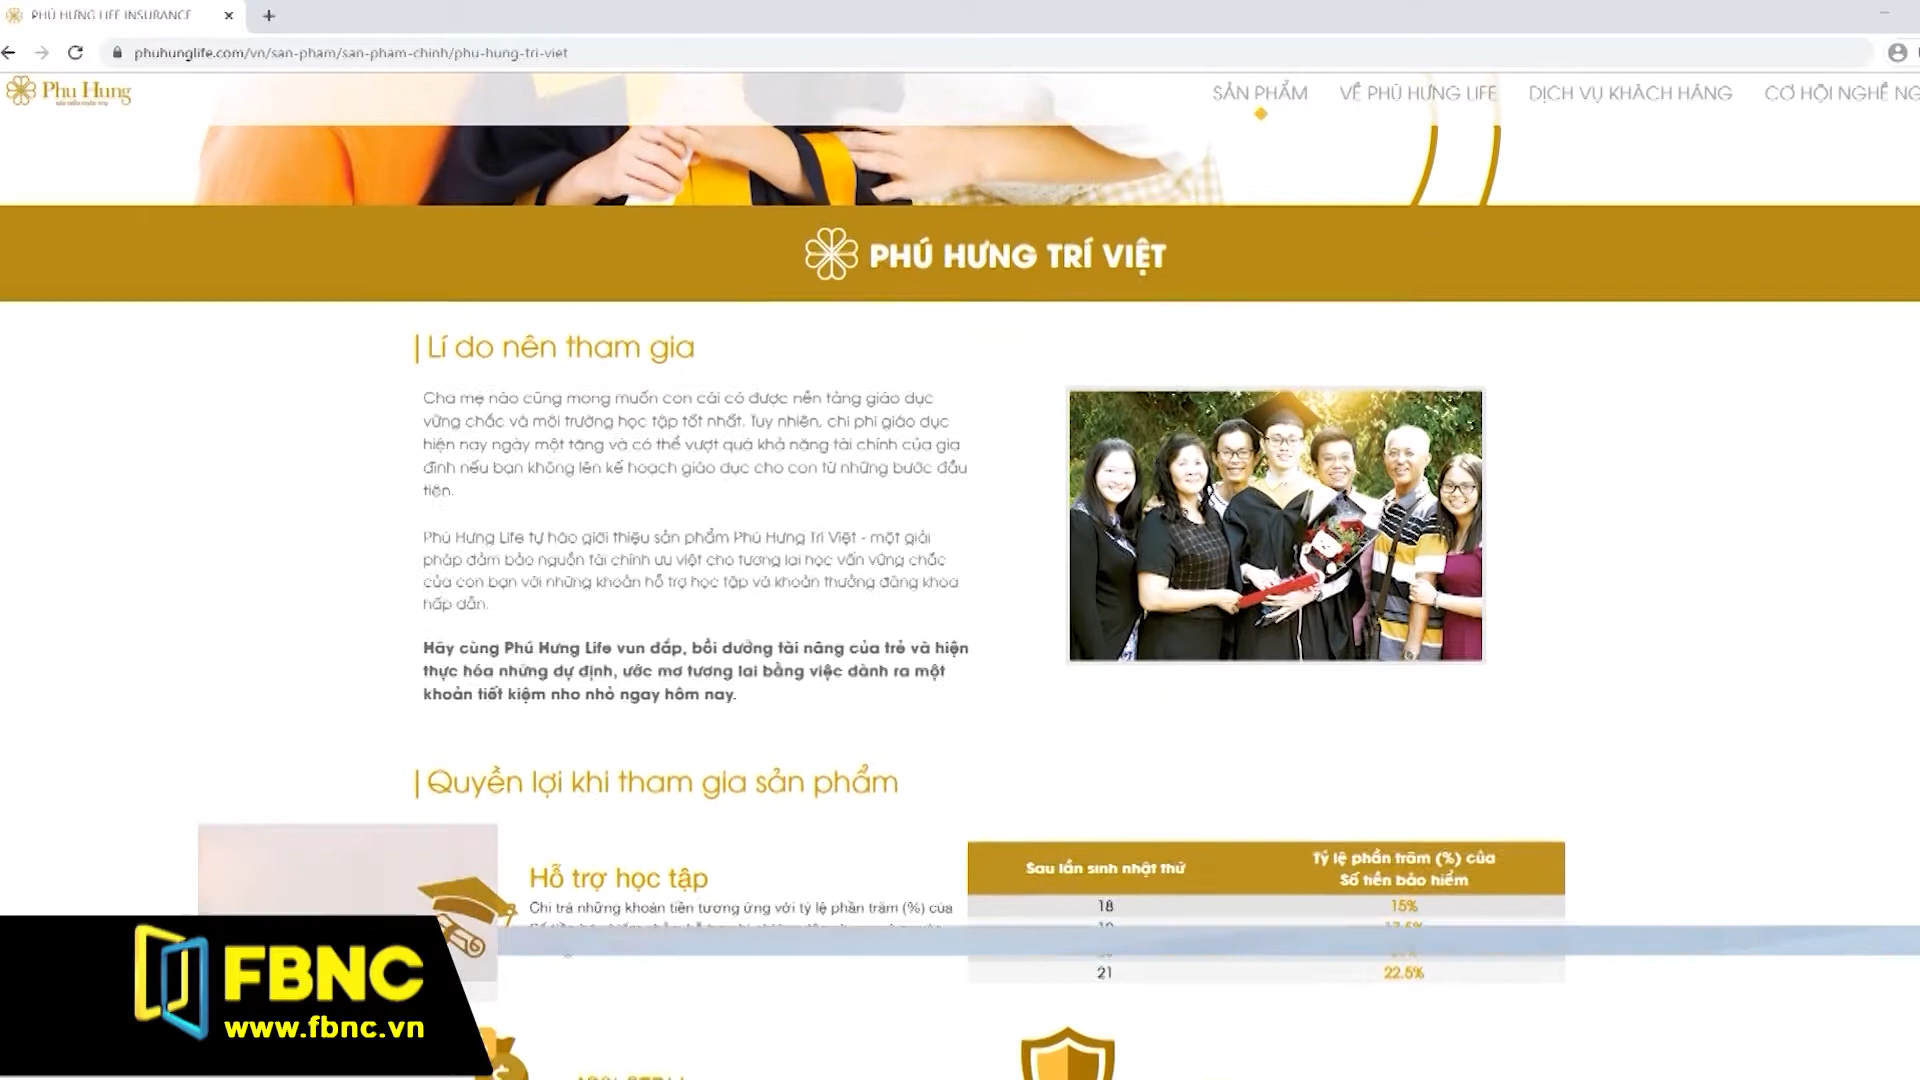 PHÚ HƯNG LIFE INSURANCE
phuhunglife.com/vn/san-pham/san-pham-chinh/phu-hung-tri-viet
Phu Hung
SẢN PHẨM
VỀ PHÚ HƯNG LIFE
DỊCH VỤ KHÁCH HÀNG
CƠ HỘI NGHỀ NG
PHÚ HƯNG TRÍ VIỆT
Lí do nên tham gia
Cha mẹ nào cũng mong muốn con cái có được nền tảng giáo dục
vững chắc và môi trường học tập tốt nhất. Tuy nhiên, chi phí giáo dục
hiện nay ngày một tăng và có thể vượt quá khả năng tài chính của gia
đình nếu bạn không lên kế hoạch giáo dục cho con từ những bước đầu
tiên.
Phú Hưng Life tự hào giới thiệu sản phẩm Phú Hưng Trí Việt - một giải
pháp đảm bảo nguồn tài chính ưu việt cho tương lai học vấn vững chắc
của con bạn với những khoản hỗ trợ học tập và khoản thưởng đăng khoa
hấp dẫn.
Hãy cùng Phú Hưng Life vun đắp, bồi dưỡng tài năng của trẻ và hiện
thực hóa những dự định, ước mơ tương lai bằng việc dành ra một
khoản tiết kiệm nho nhỏ ngay hôm nay.
Quyền lợi khi tham gia sản phẩm
Hỗ trợ học tập
Chi trả những khoản tiền tương ứng với tỷ lệ phần trăm (%) của
Sau lần sinh nhật thứ
Tỷ lệ phần trăm (%) của
Số tiền bảo hiểm
18 15%
21 22.5%
FBNC
www.fbnc.vn